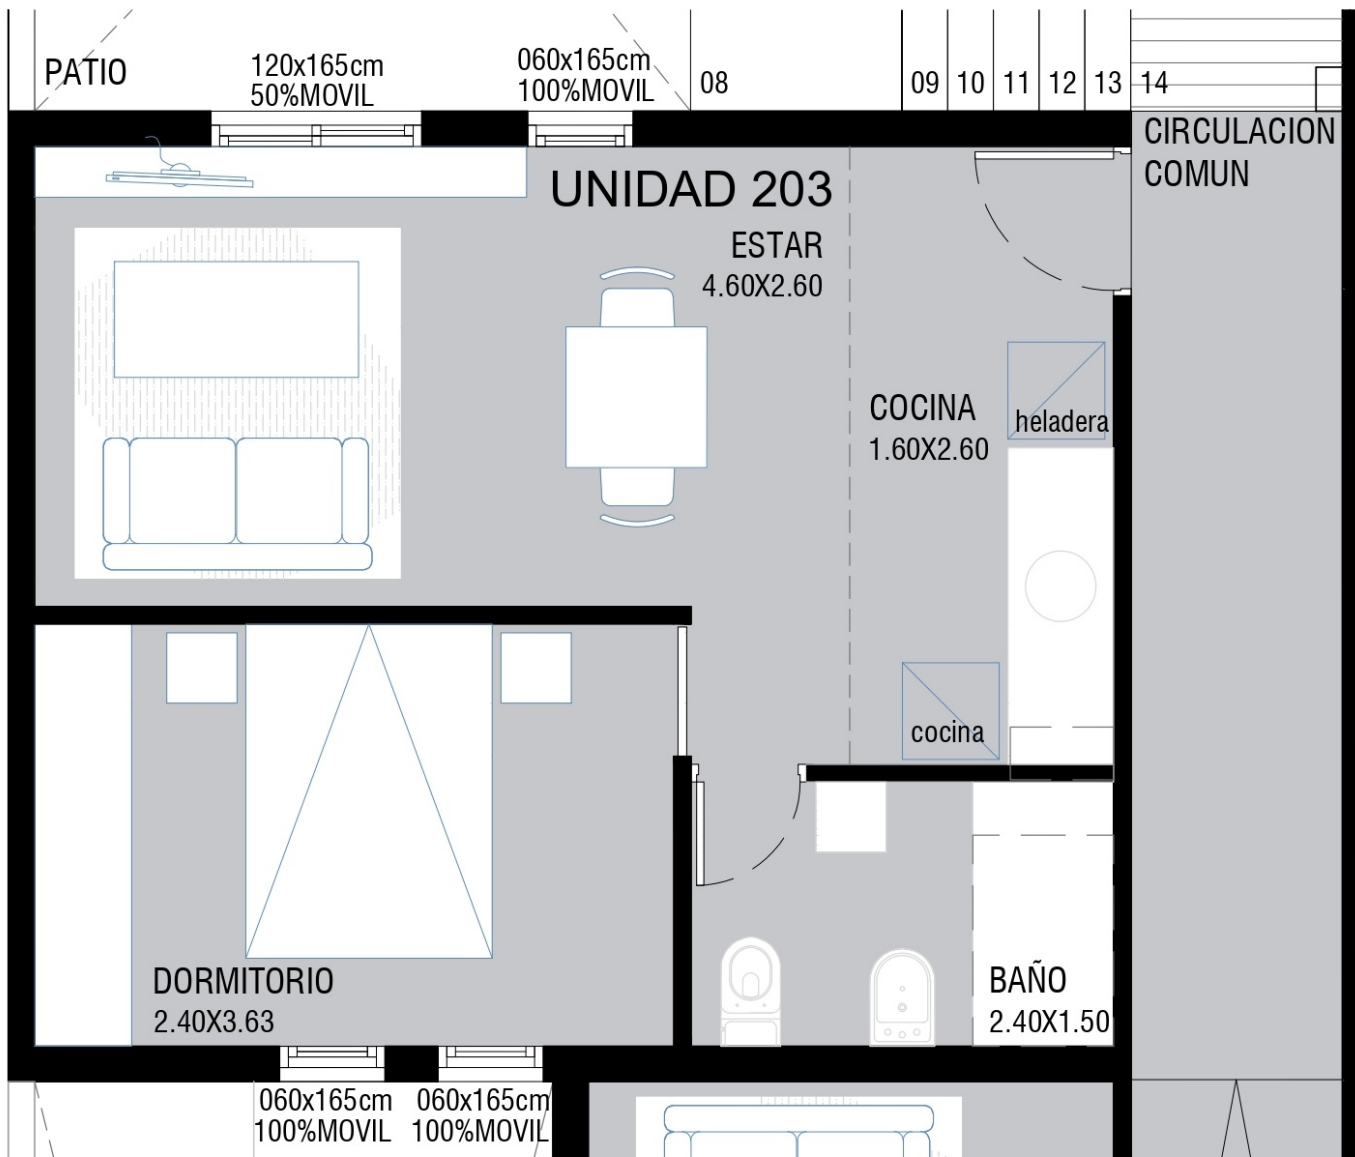 PATIO
120x165cm
50%MOVIL
060x165cm
100%MOVIL
08
09
10
11
12
13
14
CIRCULACION
COMUN
UNIDAD 203
ESTAR
4.60X2.60
COCINA
1.60X2.60
heladera
cocina
DORMITORIO
2.40X3.63
BAÑO
2.40X1.50
060x165cm
100%MOVIL
060x165cm
100%MOVIL